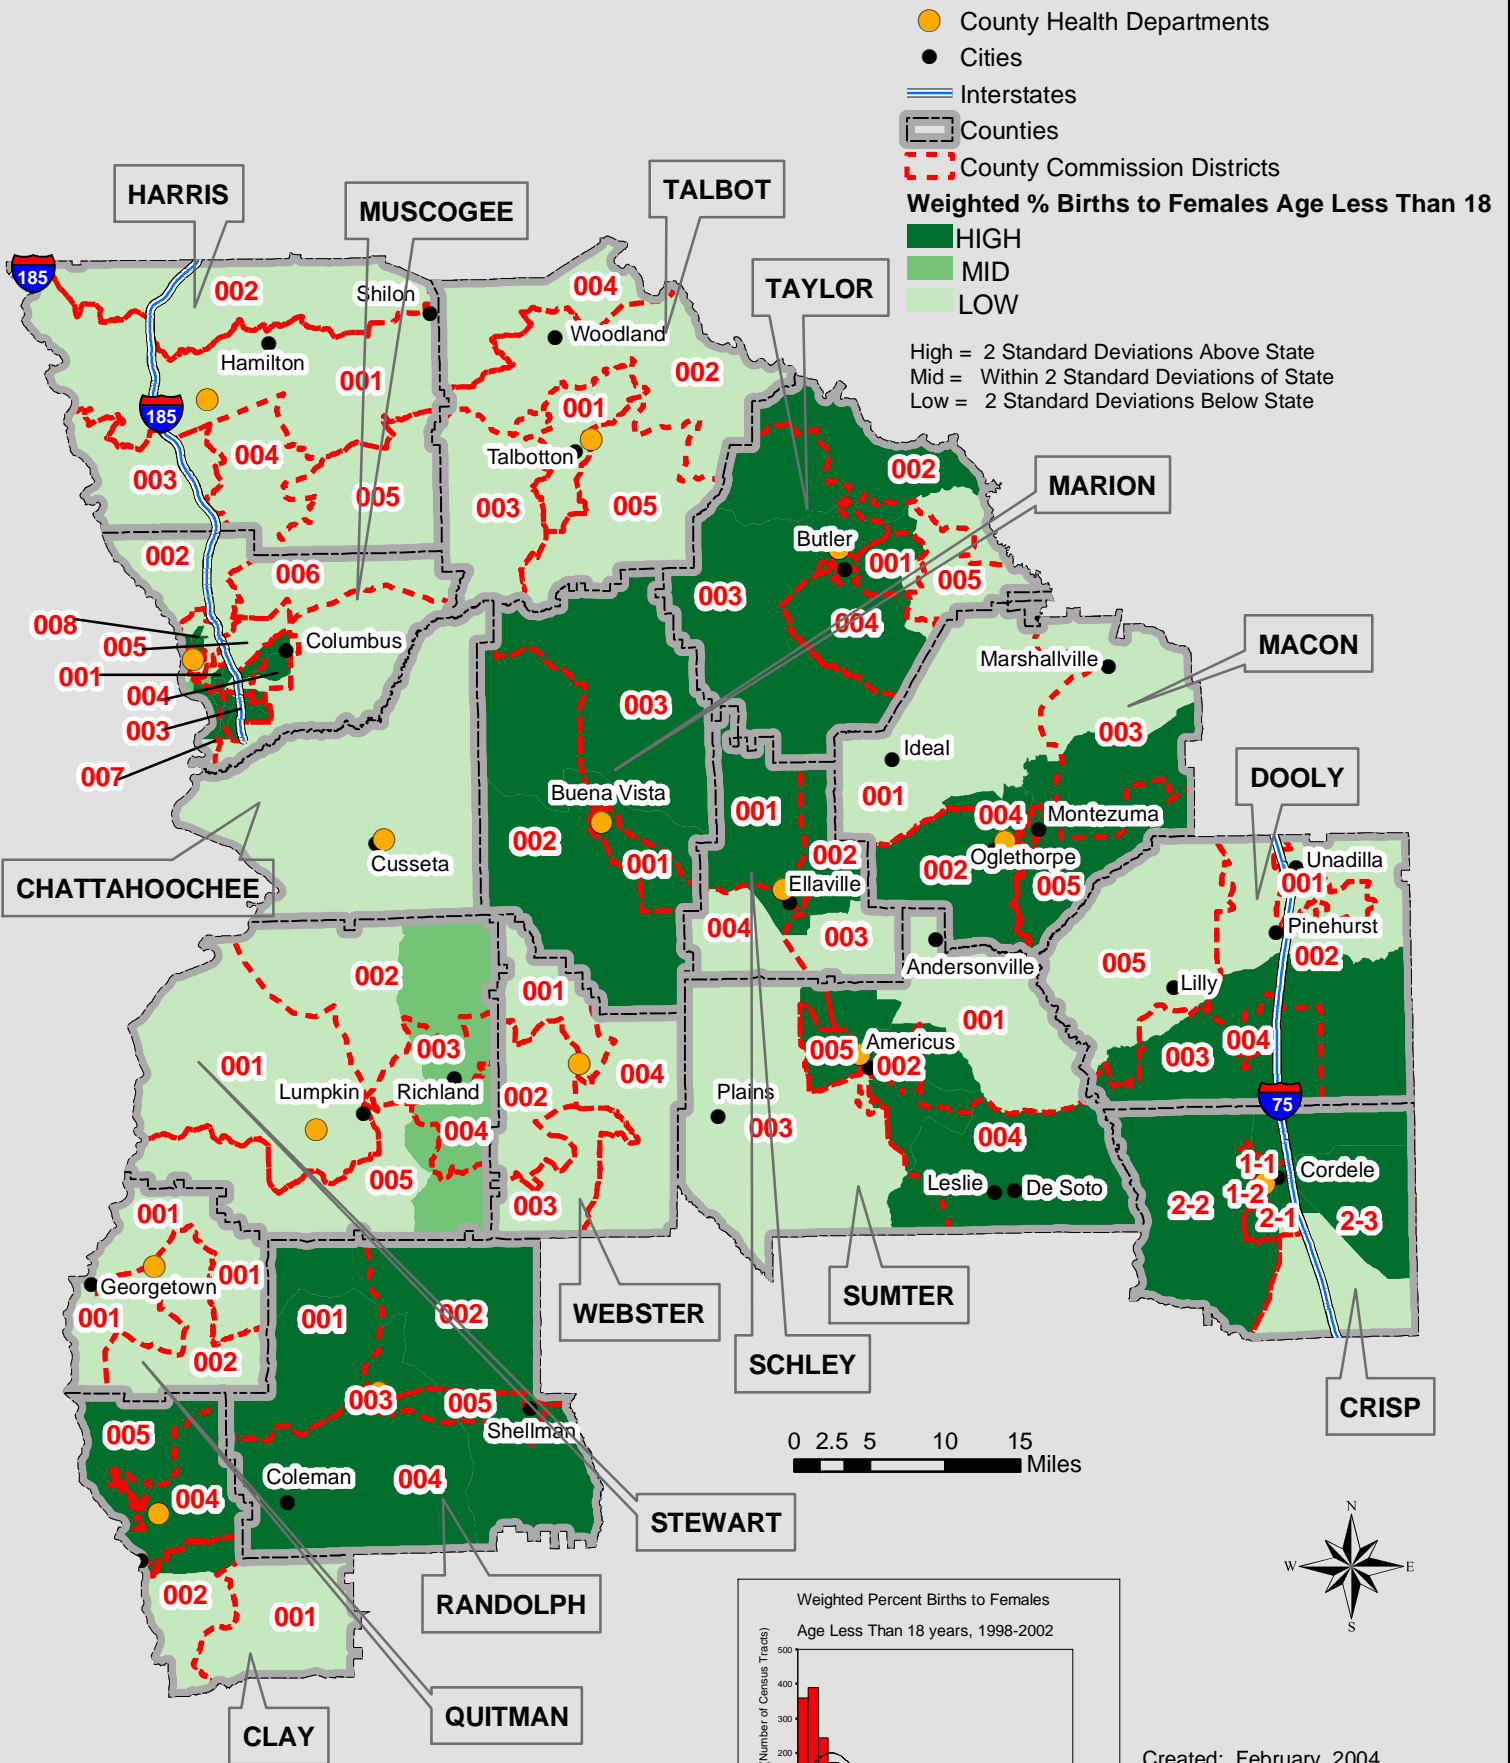 County Health Departments
Cities
Interstates
Counties
County Commission Districts
Weighted % Births to Females Age Less Than 18
HIGH
MID
LOW
High = 2 Standard Deviations Above State
Mid = Within 2 Standard Deviations of State
Low = 2 Standard Deviations Below State
HARRIS
MUSCOGEE
TALBOT
TAYLOR
MARION
MACON
DOOLY
CHATTAHOOCHEE
WEBSTER
SUMTER
SCHLEY
CRISP
STEWART
RANDOLPH
QUITMAN
CLAY
185
002
Shilon
Hamilton
001
185
004
003
005
004
Woodland
002
001
Talbotton
003
005
002
Butler
001
005
003
004
002
006
008
005
Columbus
001
004
003
007
Marshallville
003
Ideal
001
004
Montezuma
Oglethorpe
002
005
003
Buena Vista
002
001
001
002
Ellaville
004
003
Cusseta
Andersonville
Unadilla
001
Pinehurst
002
005
Lilly
003
004
75
002
001
003
Lumpkin
Richland
004
005
001
004
002
003
001
005
Americus
002
Plains
003
004
Leslie
De Soto
1-1
Cordele
1-2
2-2
2-1
2-3
001
001
Georgetown
001
002
001
002
003
005
Shellman
Coleman
004
005
004
002
001
0 2.5 5 10 15
Miles
N
W E
S
Weighted Percent Births to Females
Age Less Than 18 years, 1998-2002
(Number of Census Tracts)
500
400
300
200
Created: February, 2004